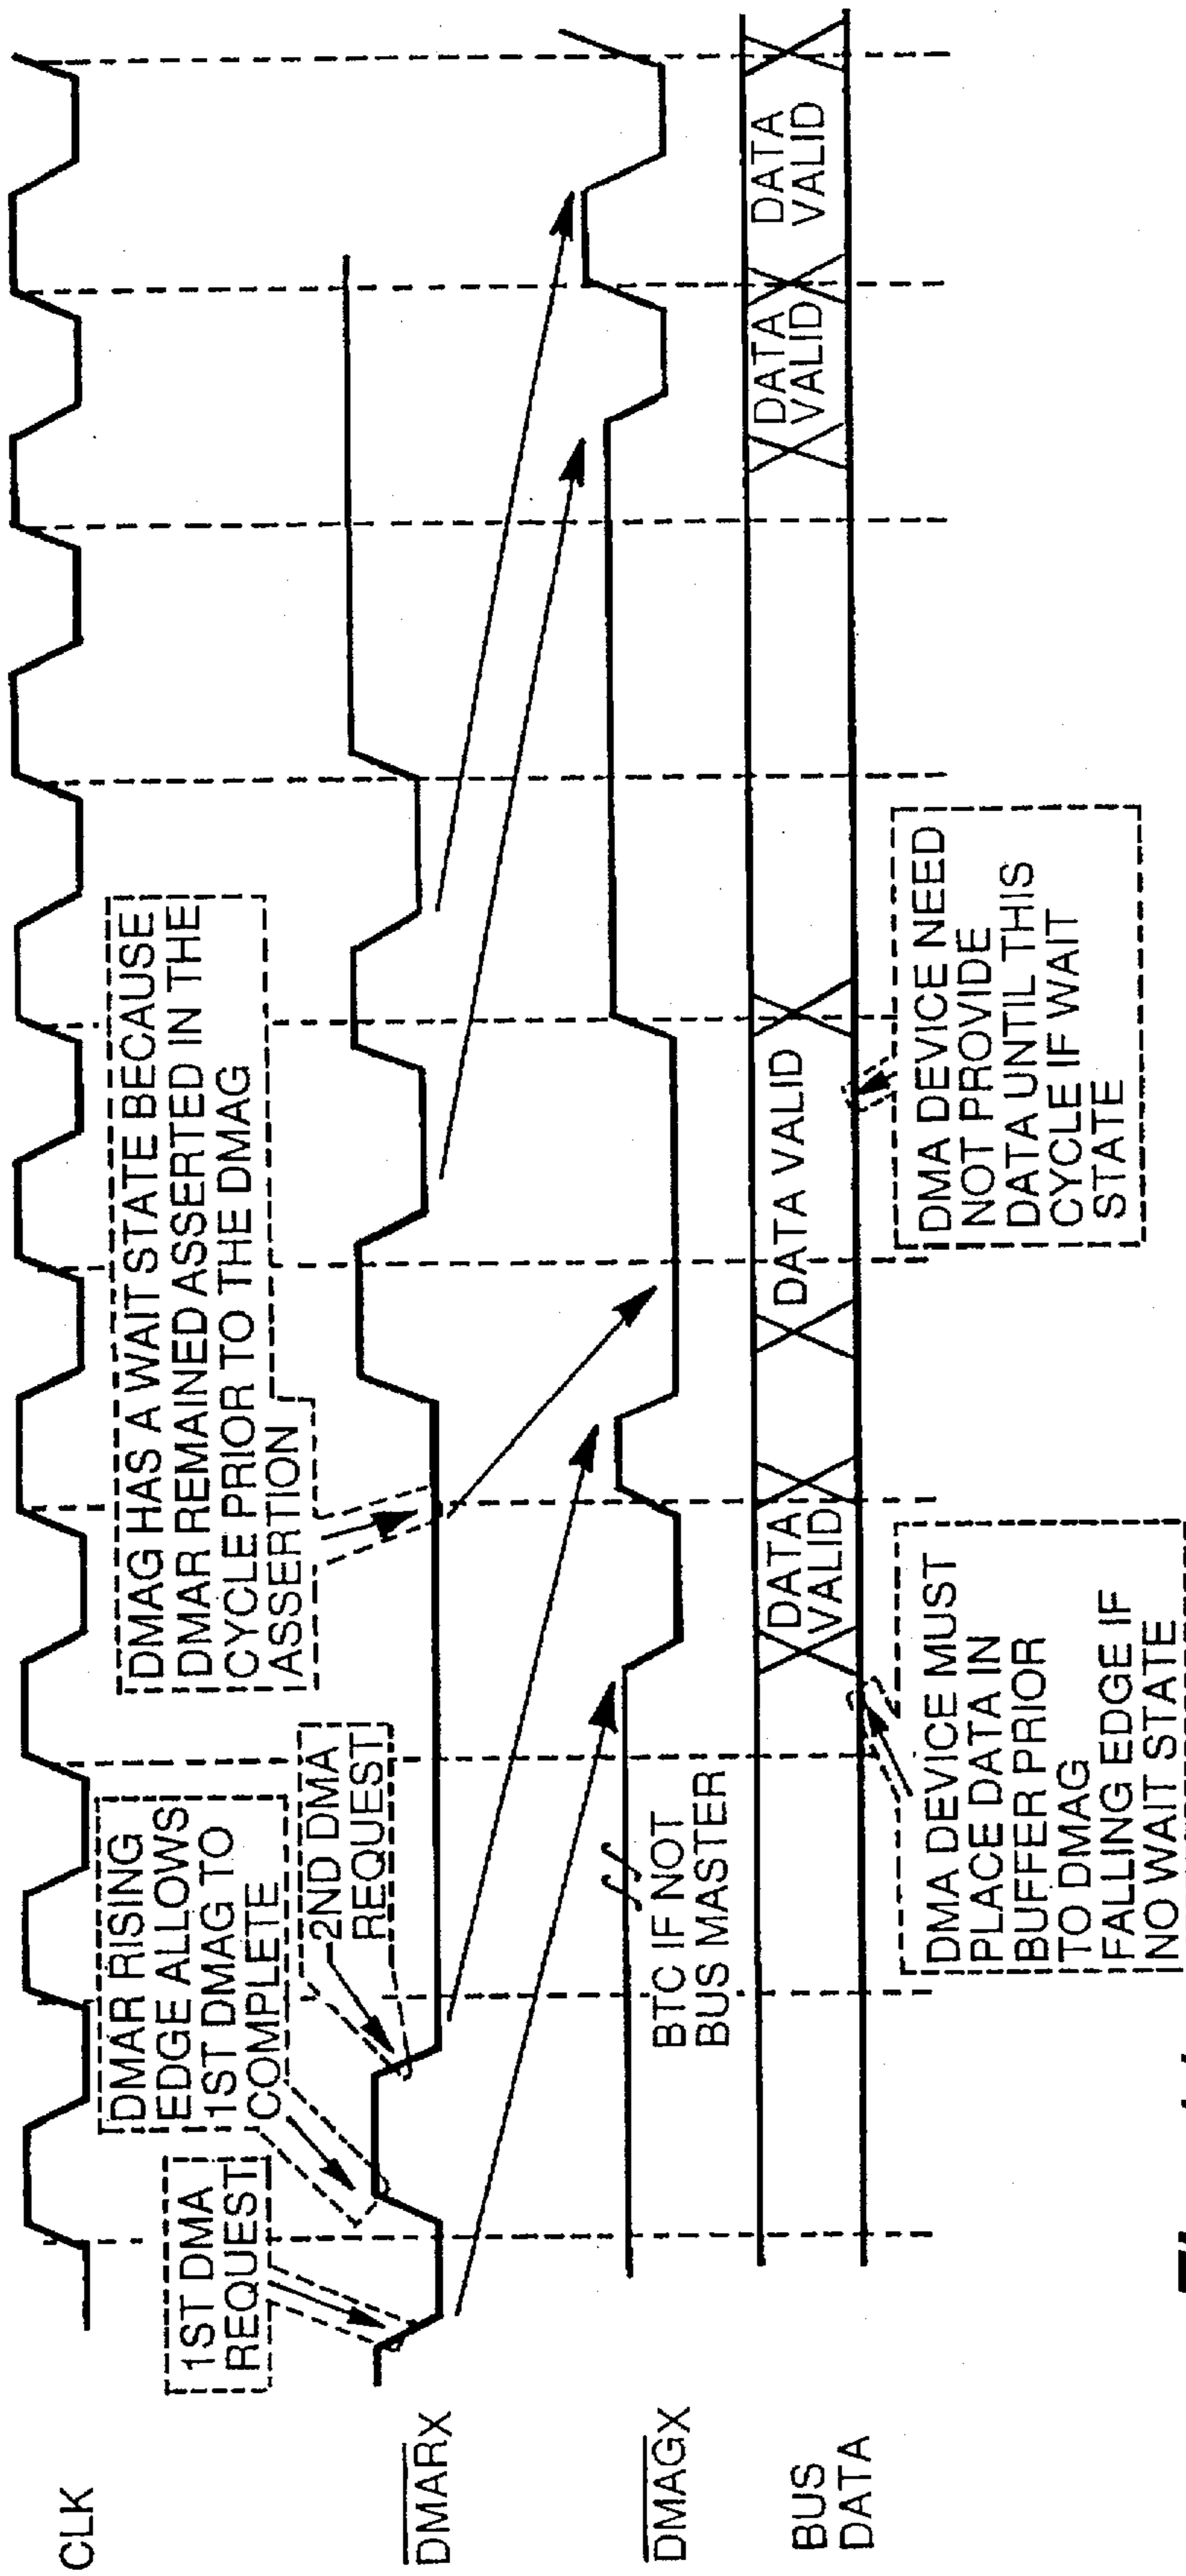 CLK
DMARX
DMAGX
BUS
DATA
1ST DMA
REQUEST
DMAR RISING
EDGE ALLOWS
1ST DMAG TO
COMPLETE
2ND DMA
REQUEST
DMAG HAS A WAIT STATE BECAUSE
DMAR REMAINED ASSERTED IN THE
CYCLE PRIOR TO THE DMAG
ASSERTION
BTC IF NOT
BUS MASTER
DATA
VALID
DATA VALID
DATA
VALID
DATA
VALID
DMA DEVICE MUST
PLACE DATA IN
BUFFER PRIOR
TO DMAG
FALLING EDGE IF
NO WAIT STATE
DMA DEVICE NEED
NOT PROVIDE
DATA UNTIL THIS
CYCLE IF WAIT
STATE